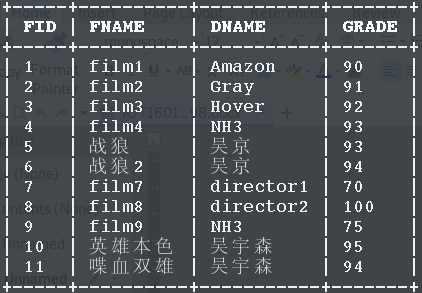 FID FNAME DNAME GRADE
1 film1 Amazon 90
2 film2 Gray 91
3 film3 Hover 92
4 film4 NH3 93
5 战狼 吴京 93
6 战狼2 吴京 94
7 film7 director1 70
8 film8 director2 100
9 film9 NH3 75
10 英雄本色 吴宇森 95
11 喋血双雄 吴宇森 94